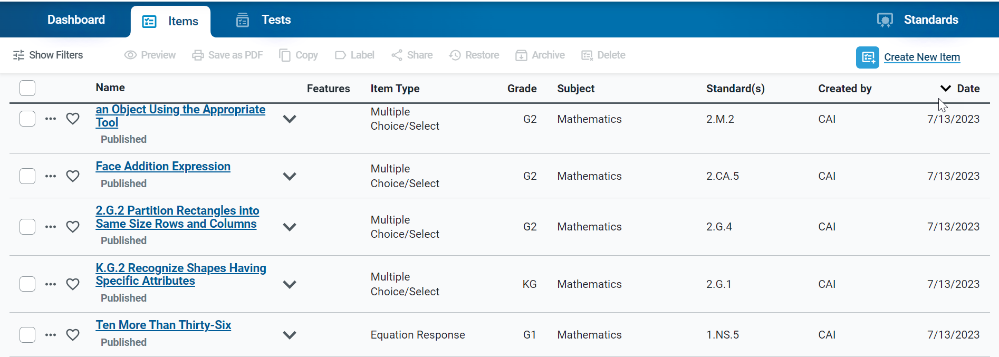 Dashboard Items Tests Standards
Show Filters Preview Save as PDF Copy Label Share Restore Archive Delete Create New Item
Name Features Item Type Grade Subject Standard(s) Created by Date
an Object Using the Appropriate
Tool
Published
Multiple
Choice/Select
G2 Mathematics 2.M.2 CAI 7/13/2023
Face Addition Expression
Published
Multiple
Choice/Select
G2 Mathematics 2.CA.5 CAI 7/13/2023
2.G.2 Partition Rectangles into
Same Size Rows and Columns
Published
Multiple
Choice/Select
G2 Mathematics 2.G.4 CAI 7/13/2023
K.G.2 Recognize Shapes Having
Specific Attributes
Published
Multiple
Choice/Select
KG Mathematics 2.G.1 CAI 7/13/2023
Ten More Than Thirty-Six
Published
Equation Response G1 Mathematics 1.NS.5 CAI 7/13/2023